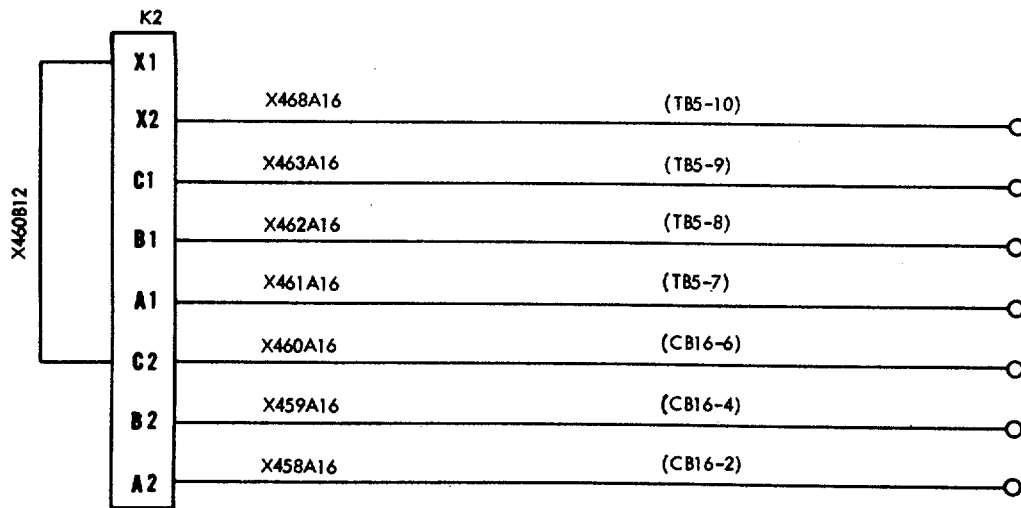 K2
X1
X468A16 (TB5-10)
X2
X463A16 (TB5-9)
C1
X460B12
X462A16 (TB5-8)
B1
X461A16 (TB5-7)
A1
X460A16 (CB16-6)
C2
X459A16 (CB16-4)
B2
X458A16 (CB16-2)
A2